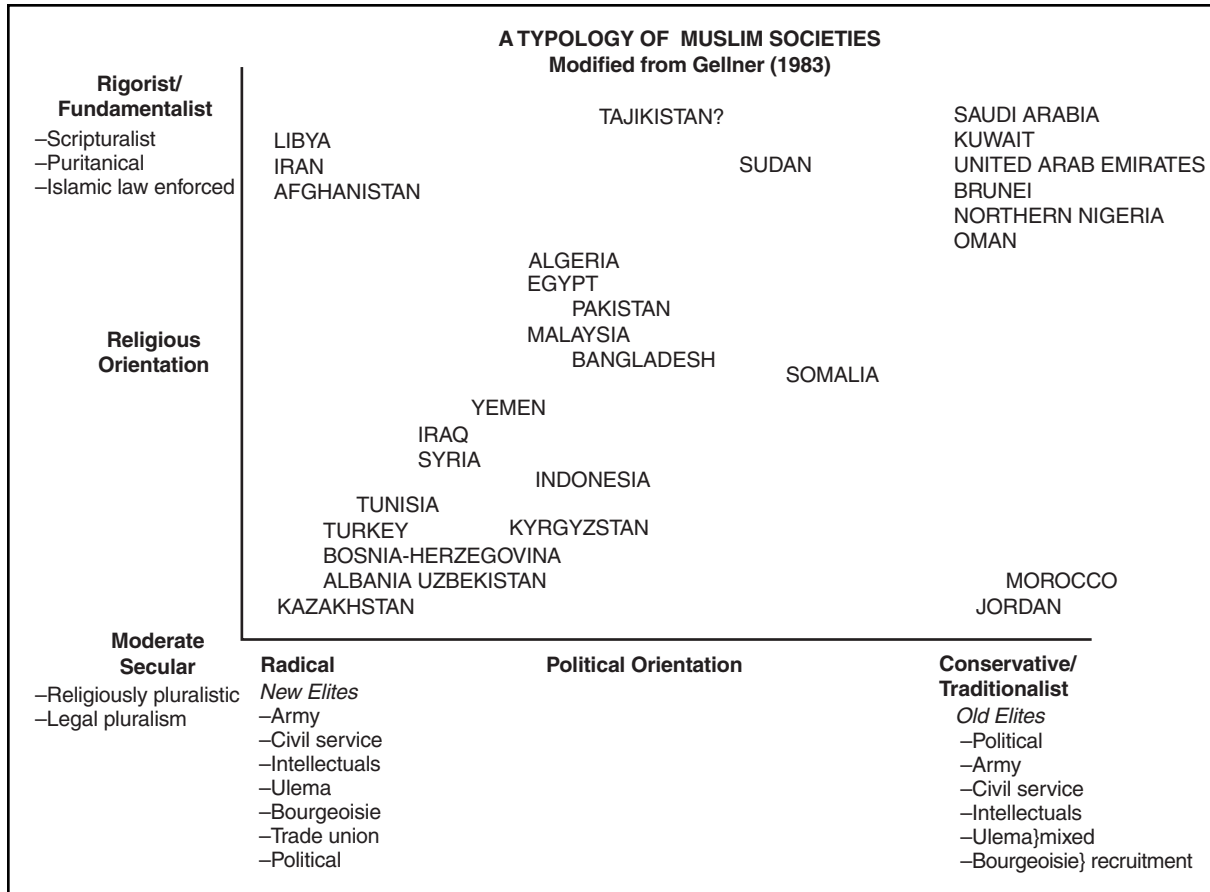 A TYPOLOGY OF MUSLIM SOCIETIES
Modified from Gellner (1983)
Rigorist/
Fundamentalist
–Scripturalist
–Puritanical
–Islamic law enforced
TAJIKISTAN?
SAUDI ARABIA
LIBYA
KUWAIT
IRAN
SUDAN
UNITED ARAB EMIRATES
AFGHANISTAN
BRUNEI
NORTHERN NIGERIA
OMAN
ALGERIA
EGYPT
PAKISTAN
Religious
Orientation
MALAYSIA
BANGLADESH
SOMALIA
YEMEN
IRAQ
SYRIA
INDONESIA
TUNISIA
TURKEY
KYRGYZSTAN
BOSNIA-HERZEGOVINA
ALBANIA UZBEKISTAN
MOROCCO
KAZAKHSTAN
JORDAN
Moderate
Secular
–Religiously pluralistic
–Legal pluralism
Radical
New Elites
–Army
–Civil service
–Intellectuals
–Ulema
–Bourgeoisie
–Trade union
–Political
Political Orientation
Conservative/
Traditionalist
Old Elites
–Political
–Army
–Civil service
–Intellectuals
–Ulema}mixed
–Bourgeoisie} recruitment